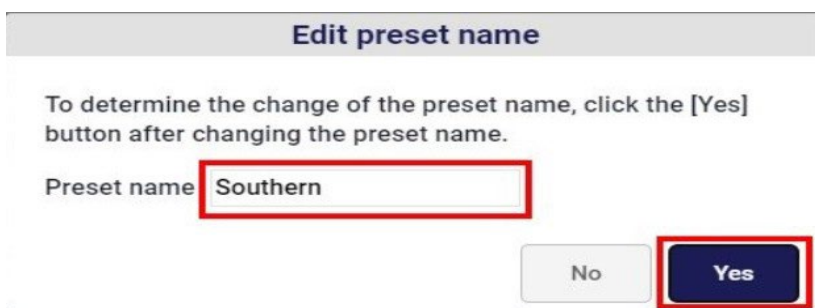 Edit preset name
To determine the change of the preset name, click the [Yes]
button after changing the preset name.
Preset name Southern
No Yes